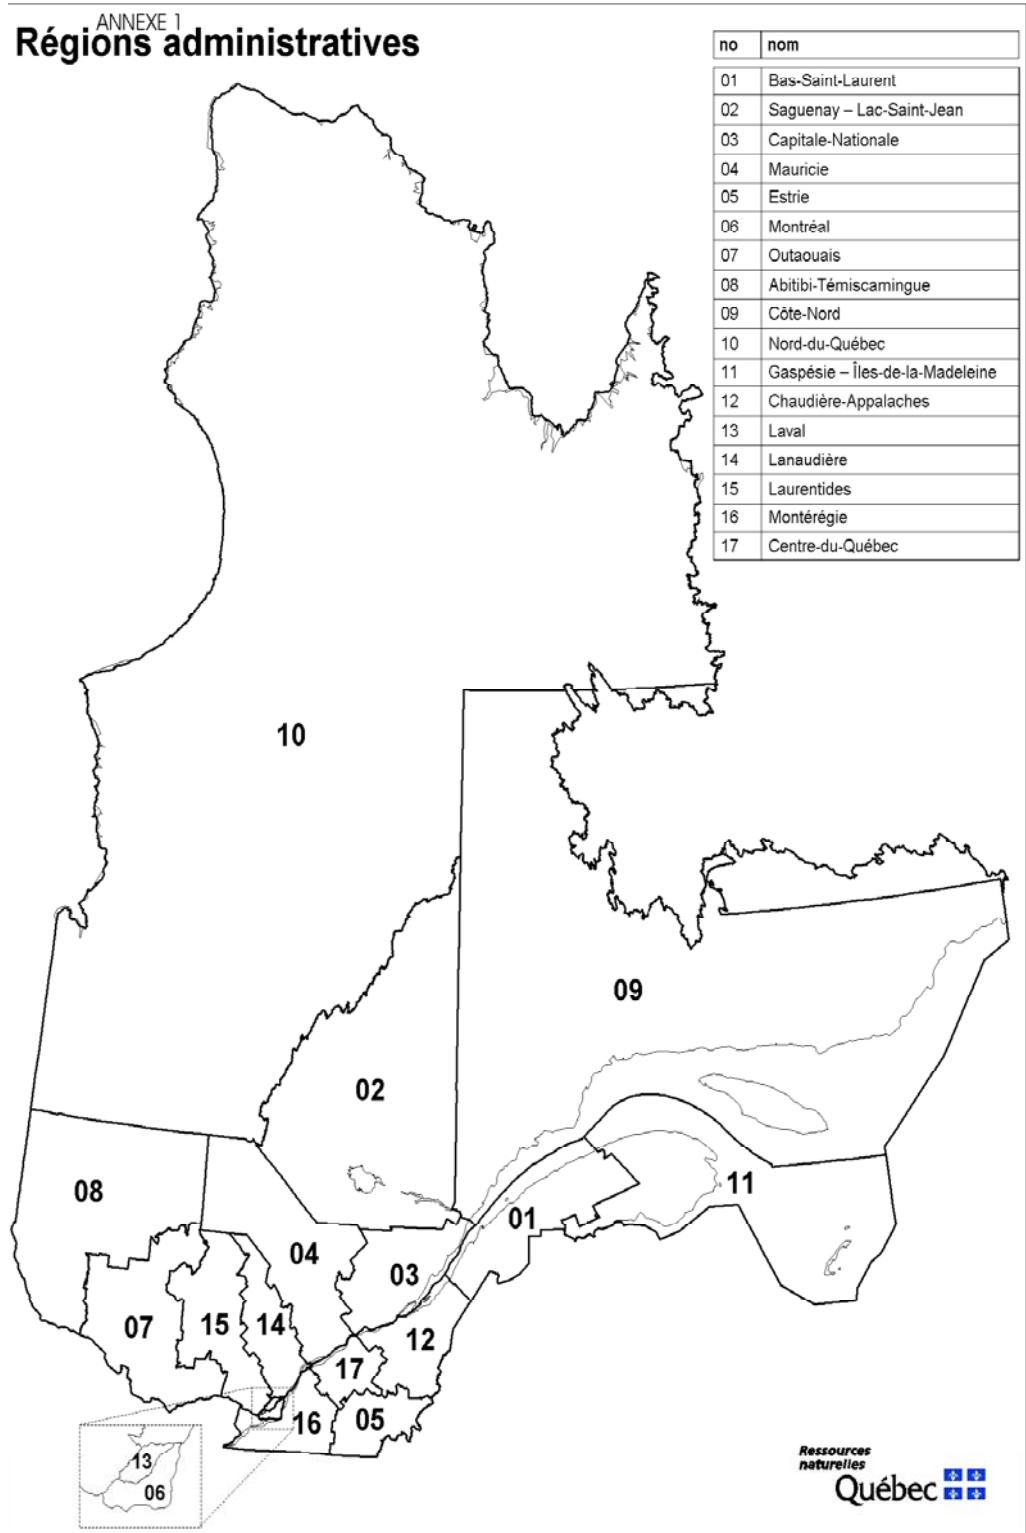 ANNEXE 1
Régions administratives
no nom
01 Bas-Saint-Laurent
02 Saguenay – Lac-Saint-Jean
03 Capitale-Nationale
04 Mauricie
05 Estrie
06 Montréal
07 Outaouais
08 Abitibi-Témiscamingue
09 Côte-Nord
10 Nord-du-Québec
11 Gaspésie – Îles-de-la-Madeleine
12 Chaudière-Appalaches
13 Laval
14 Lanaudière
15 Laurentides
16 Montérégie
17 Centre-du-Québec
10
09
02
08
11
01
04
03
07
15
14
12
17
16
05
13
06
Ressources
naturelles
Québec